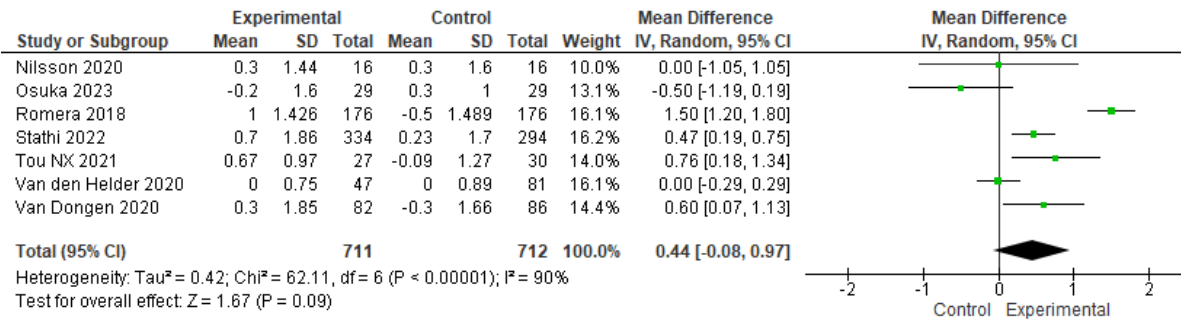 Experimental Control Mean Difference Mean Difference
Study or Subgroup Mean SD Total Mean SD Total Weight IV, Random, 95% CI IV, Random, 95% CI
Nilsson 2020 0.3 1.44 16 0.3 1.6 16 10.0% 0.00 [-1.05, 1.05]
Osuka 2023 -0.2 1.6 29 0.3 1 29 13.1% -0.50 [-1.19, 0.19]
Romera 2018 1 1.426 176 -0.5 1.489 176 16.1% 1.50 [1.20, 1.80]
Stathi 2022 0.7 1.86 334 0.23 1.7 294 16.2% 0.47 [0.19, 0.75]
Tou NX 2021 0.67 0.97 27 -0.09 1.27 30 14.0% 0.76 [0.18, 1.34]
Van den Helder 2020 0 0.75 47 0 0.89 81 16.1% 0.00 [-0.29, 0.29]
Van Dongen 2020 0.3 1.85 82 -0.3 1.66 86 14.4% 0.60 [0.07, 1.13]
Total (95% CI) 711 712 100.0% 0.44 [-0.08, 0.97]
Heterogeneity: Tau² = 0.42; Chi² = 62.11, df = 6 (P < 0.00001); I² = 90%
Test for overall effect: Z = 1.67 (P = 0.09)
-2 -1 0 1 2
Control Experimental